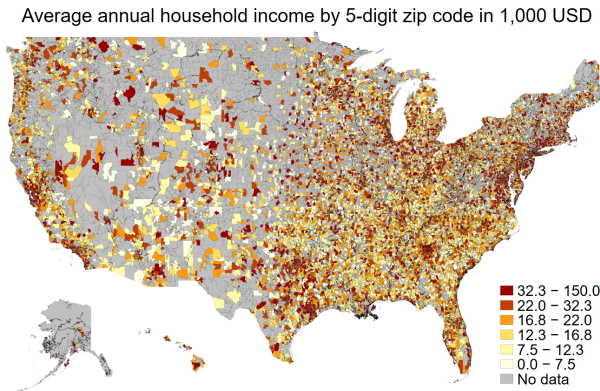 Average annual household income by 5-digit zip code in 1,000 USD
32.3 – 150.0
22.0 – 32.3
16.8 – 22.0
12.3 – 16.8
7.5 – 12.3
0.0 – 7.5
No data